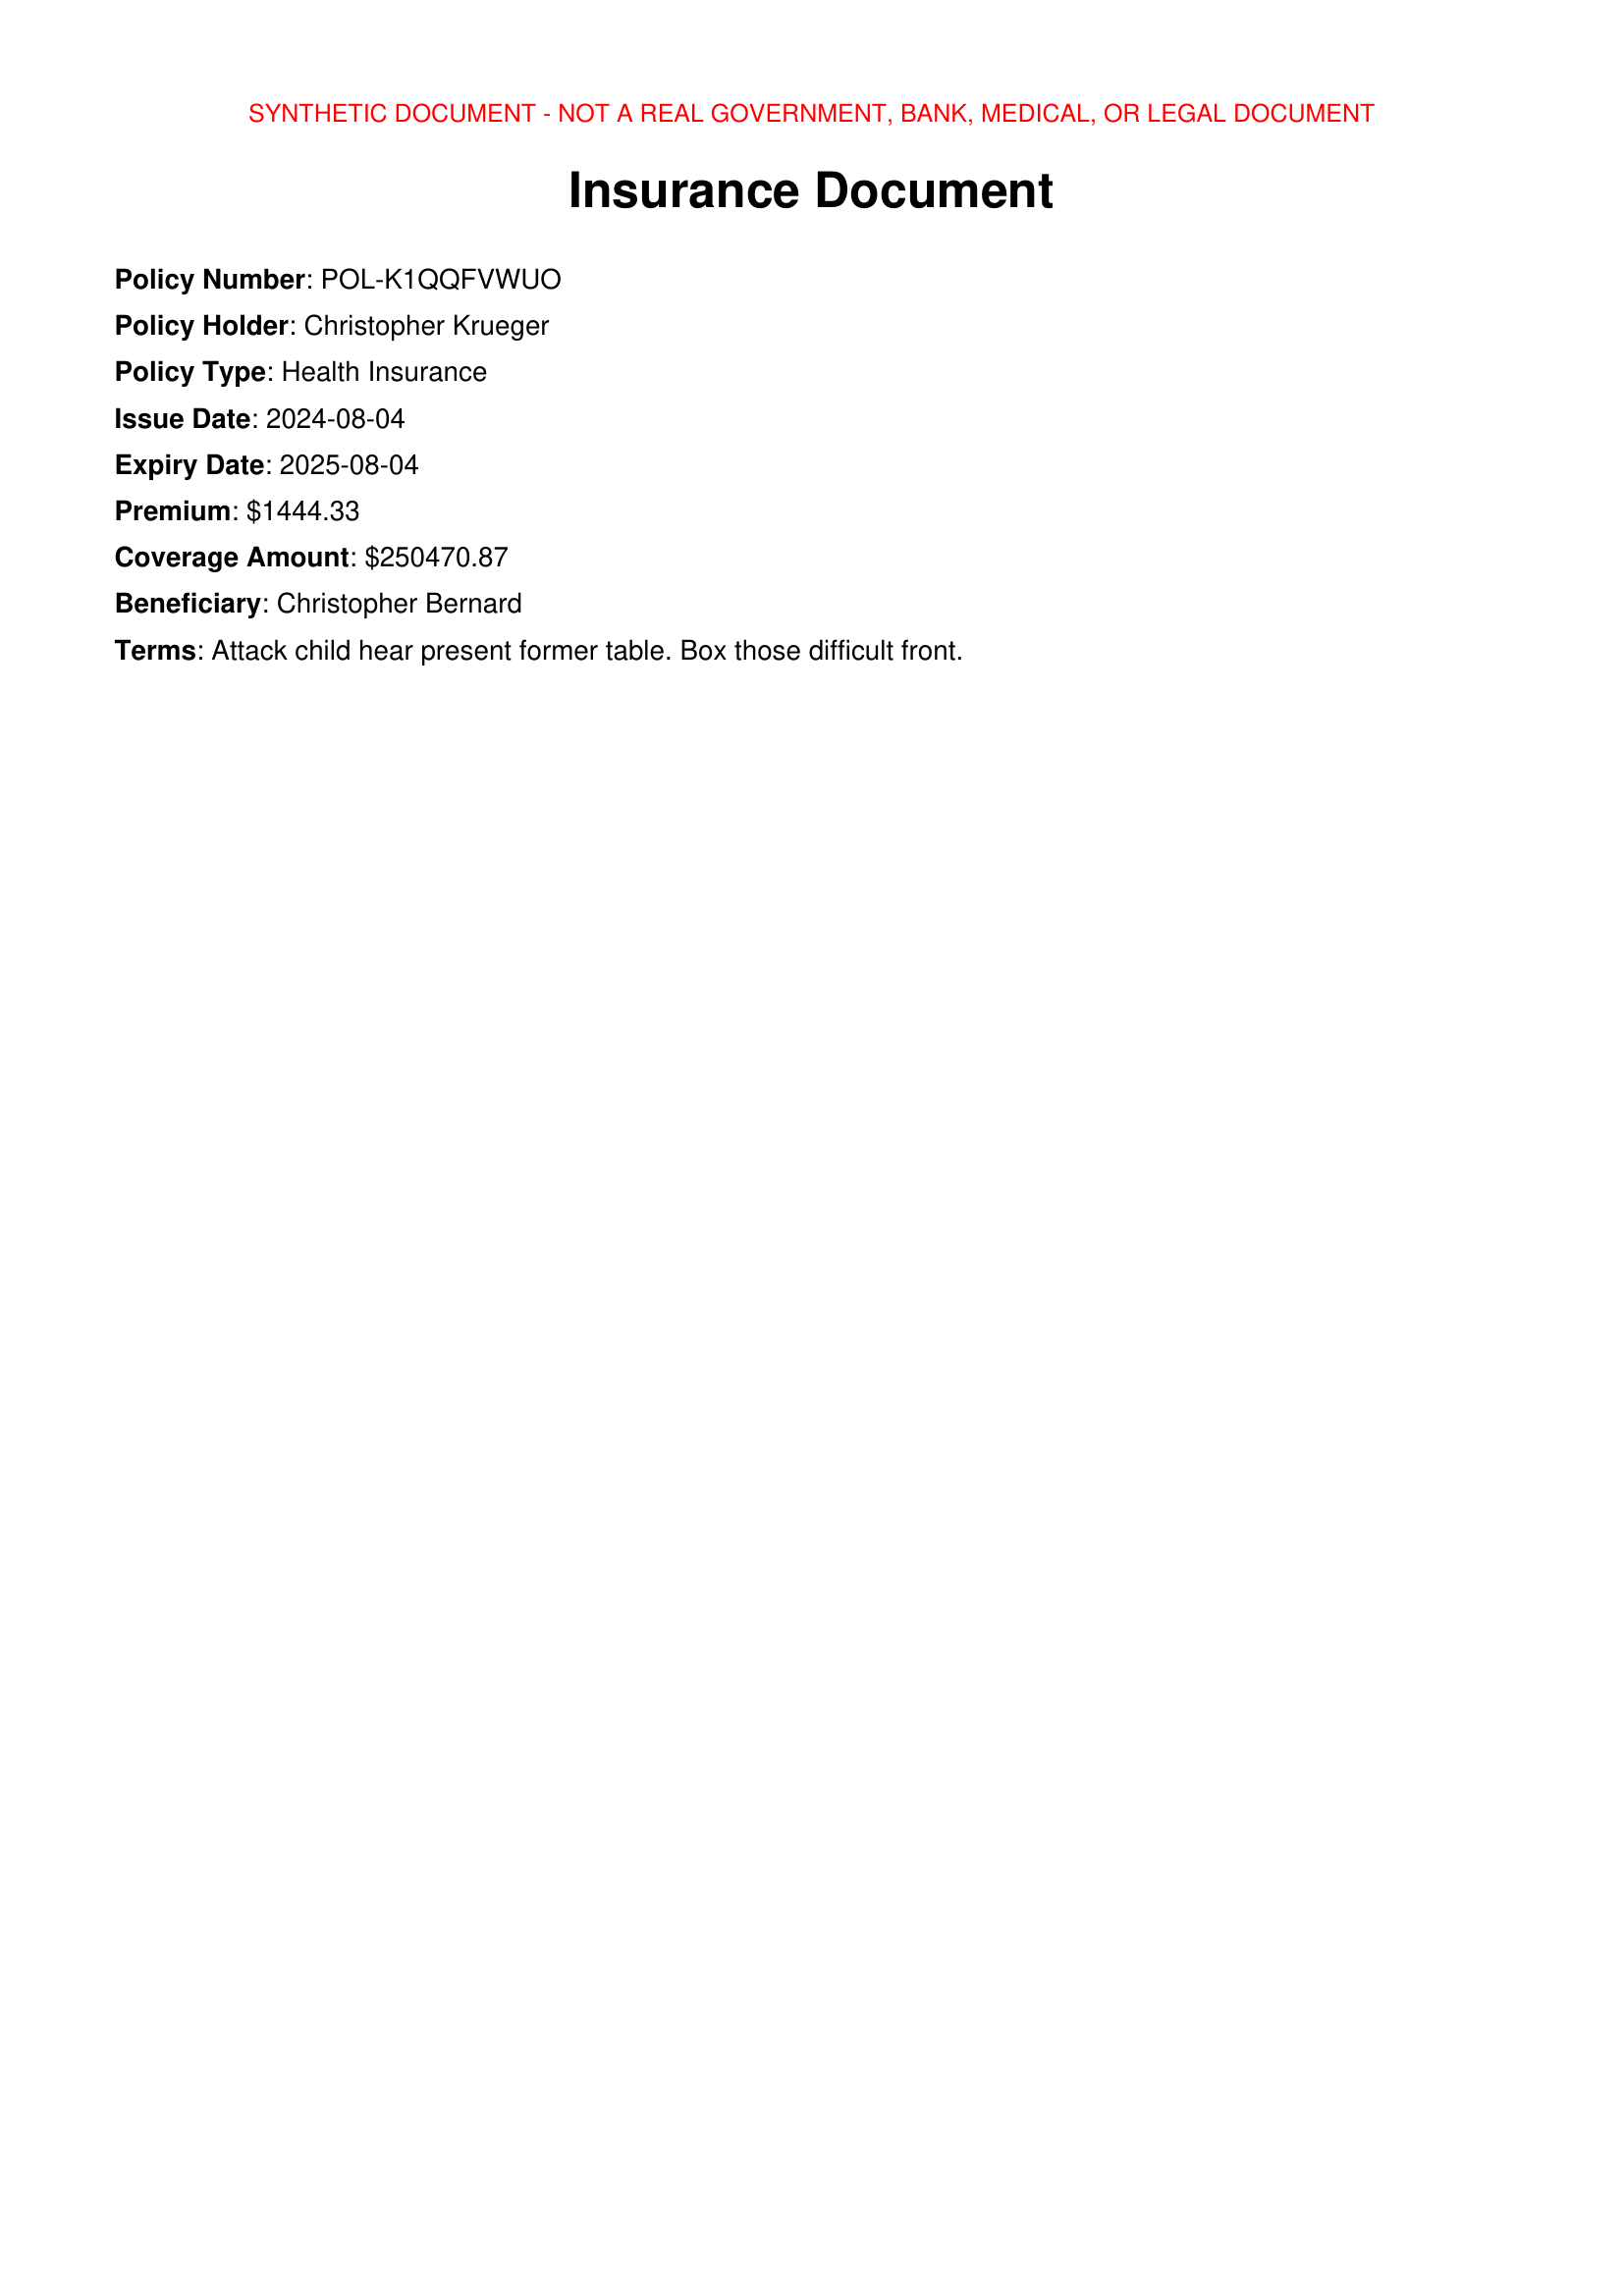 SYNTHETIC DOCUMENT - NOT A REAL GOVERNMENT, BANK, MEDICAL, OR LEGAL DOCUMENT
Insurance Document
Policy Number: POL-K1QQFVWUO
Policy Holder: Christopher Krueger
Policy Type: Health Insurance
Issue Date: 2024-08-04
Expiry Date: 2025-08-04
Premium: $1444.33
Coverage Amount: $250470.87
Beneficiary: Christopher Bernard
Terms: Attack child hear present former table. Box those difficult front.